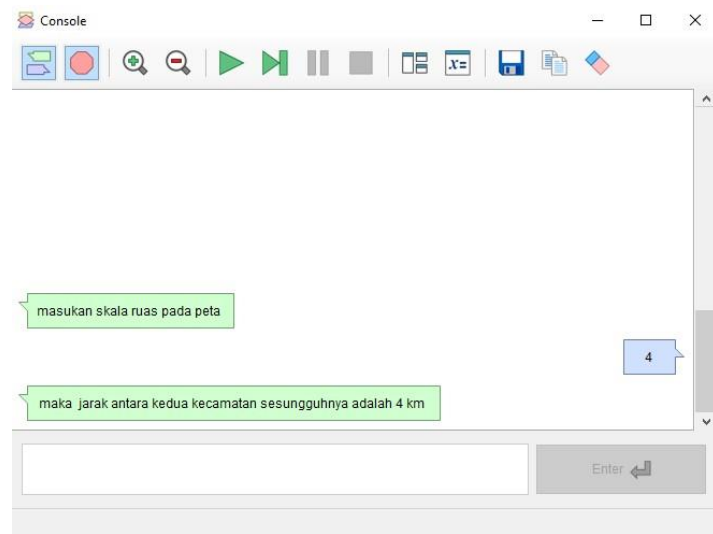 Console
x=
masukan skala ruas pada peta
4
maka jarak antara kedua kecamatan sesungguhnya adalah 4 km
Enter